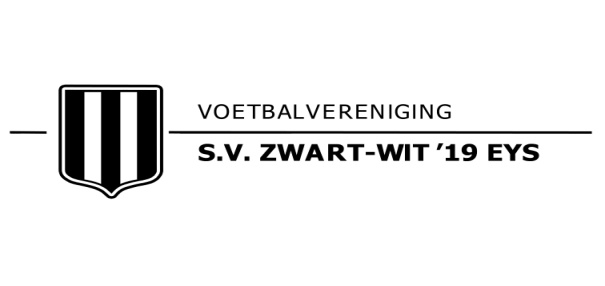 VOETBALVERENIGING
S.V. ZWART-WIT ’19 EYS